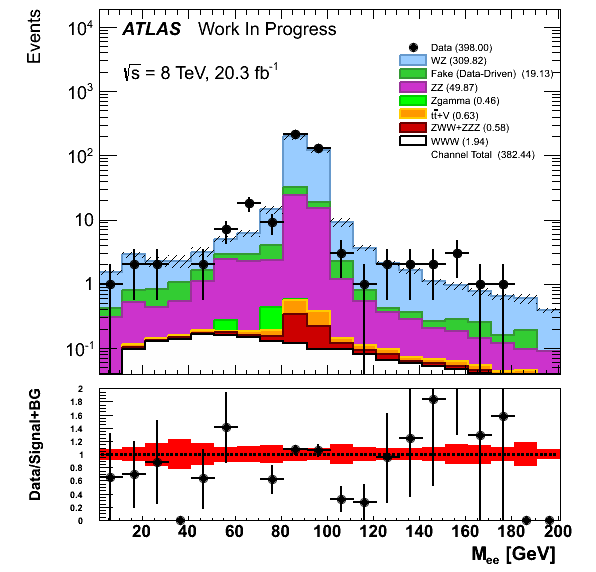 Events
10⁴
10³
10²
10
1
10⁻¹
ATLAS Work In Progress
√s = 8 TeV, 20.3 fb⁻¹
Data (398.00)
WZ (309.82)
Fake (Data-Driven) (19.13)
ZZ (49.87)
Zgamma (0.46)
tt̄+V (0.63)
ZWW+ZZZ (0.58)
WWW (1.94)
Channel Total (382.44)
Data/Signal+BG
2
1.8
1.6
1.4
1.2
1
0.8
0.6
0.4
0.2
0
20 40 60 80 100 120 140 160 180 200
Mee [GeV]